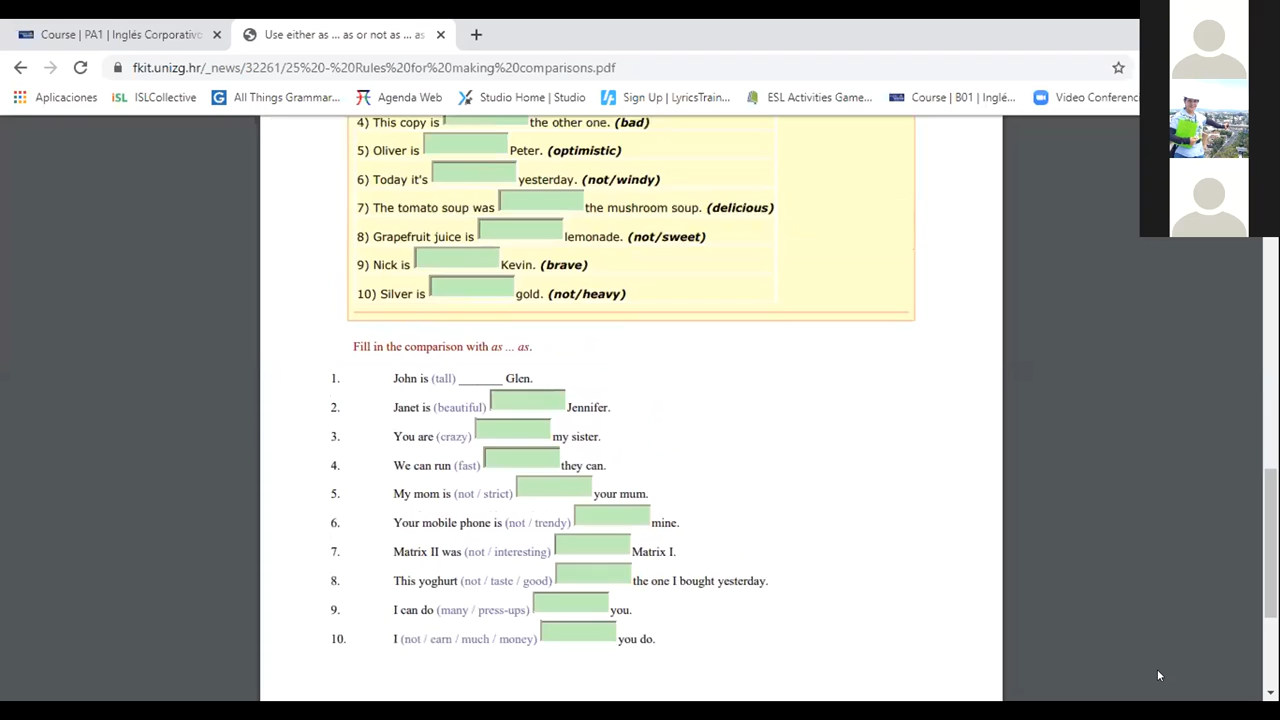 Course | PA1 | Inglés Corporativo
Use either as ... as or not as ... as
fkit.unizg.hr/_news/32261/25%20-%20Rules%20for%20making%20comparisons.pdf
Aplicaciones
iSL ISLCollective
All Things Grammar...
Agenda Web
Studio Home | Studio
Sign Up | LyricsTrain...
ESL Activities Game...
Course | B01 | Inglé...
Video Conferenc
4) This copy is the other one. (bad)
5) Oliver is Peter. (optimistic)
6) Today it's yesterday. (not/windy)
7) The tomato soup was the mushroom soup. (delicious)
8) Grapefruit juice is lemonade. (not/sweet)
9) Nick is Kevin. (brave)
10) Silver is gold. (not/heavy)
Fill in the comparison with as ... as.
1. John is (tall) _______ Glen.
2. Janet is (beautiful) Jennifer.
3. You are (crazy) my sister.
4. We can run (fast) they can.
5. My mom is (not / strict) your mum.
6. Your mobile phone is (not / trendy) mine.
7. Matrix II was (not / interesting) Matrix I.
8. This yoghurt (not / taste / good) the one I bought yesterday.
9. I can do (many / press-ups) you.
10. I (not / earn / much / money) you do.